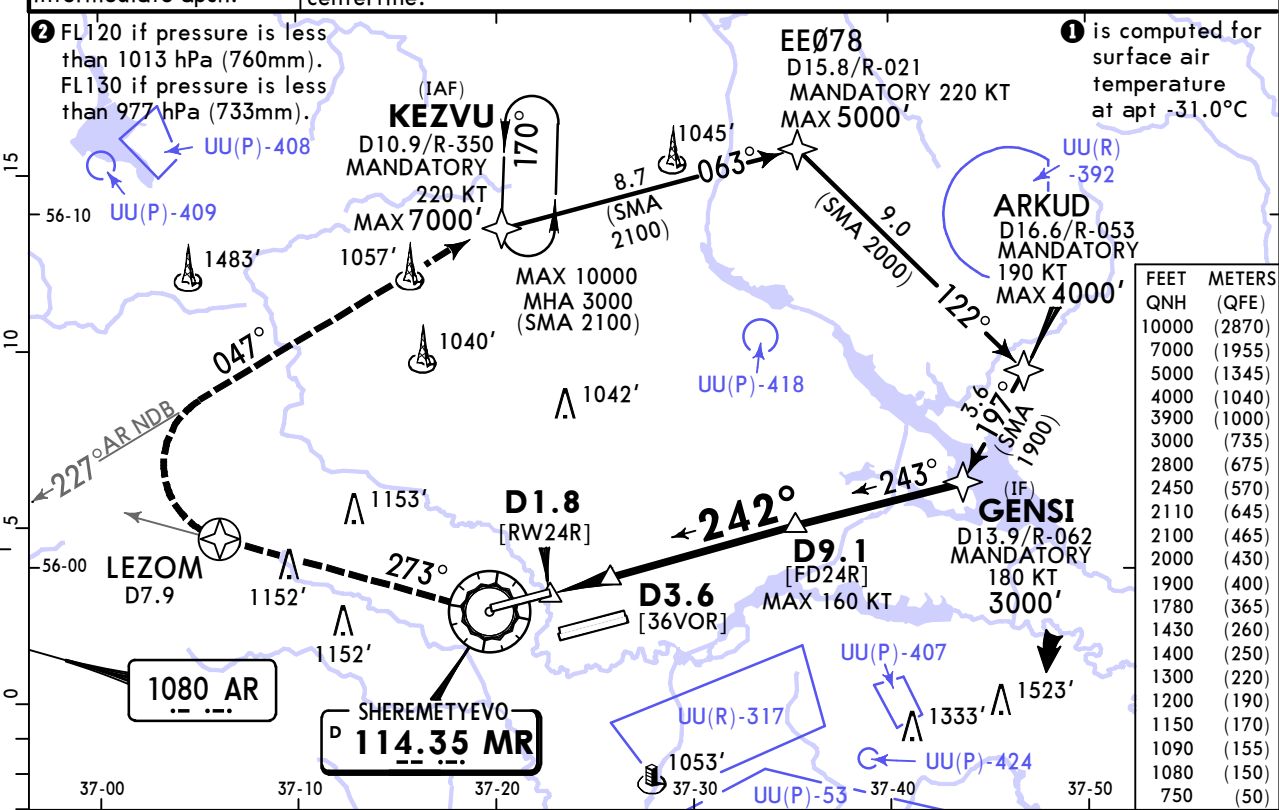 ❷ FL120 if pressure is less
than 1013 hPa (760mm).
FL130 if pressure is less
than 977 hPa (733mm).
❶ is computed for
surface air
temperature
at apt -31.0°C
EEØ78
D15.8/R-021
MANDATORY 220 KT
MAX 5000'
(IAF)
KEZVU
D10.9/R-350
MANDATORY
220 KT
MAX 7000'
170°
1045'
8.7
063°
(SMA
2100)
UU(P)-408
UU(P)-409
UU(R)
-392
9.0
(SMA 2000)
122°
ARKUD
D16.6/R-053
MANDATORY
190 KT
MAX 4000'
15
56-10
1483'
1057'
MAX 10000
MHA 3000
(SMA 2100)
1040'
UU(P)-418
1042'
047°
10
3.6
197°
(SMA
1900)
227° AR NDB
1153'
D1.8
[RW24R]
242°
243°
(IF)
GENSI
D13.9/R-062
MANDATORY
180 KT
3000'
5
56-00
LEZOM
D7.9
273°
1152'
1152'
D3.6
[36VOR]
D9.1
[FD24R]
MAX 160 KT
1080 AR
0
SHEREMETYEVO
D 114.35 MR
UU(P)-407
UU(R)-317
1333'
1523'
1053'
UU(P)-424
UU(P)-53
37-00
37-10
37-20
37-30
37-40
37-50
FEET METERS
QNH (QFE)
10000 (2870)
7000 (1955)
5000 (1345)
4000 (1040)
3900 (1000)
3000 (735)
2800 (675)
2450 (570)
2110 (645)
2100 (465)
2000 (430)
1900 (400)
1780 (365)
1430 (260)
1400 (250)
1300 (220)
1200 (190)
1150 (170)
1090 (155)
1080 (150)
750 (50)